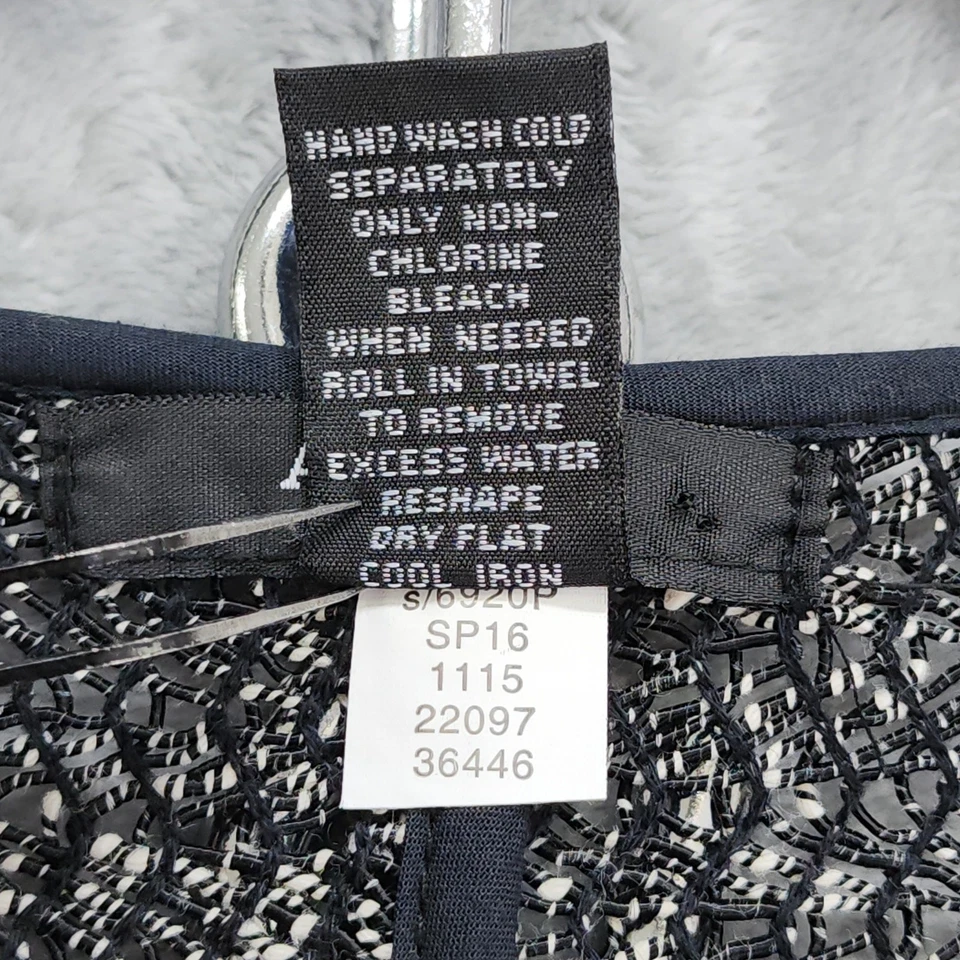 HAND WASH COLD
SEPARATELY
ONLY NON-
CHLORINE
BLEACH
WHEN NEEDED
ROLL IN TOWEL
TO REMOVE
EXCESS WATER
RESHAPE
DRY FLAT
COOL IRON
s/6920P
SP16
1115
22097
36446